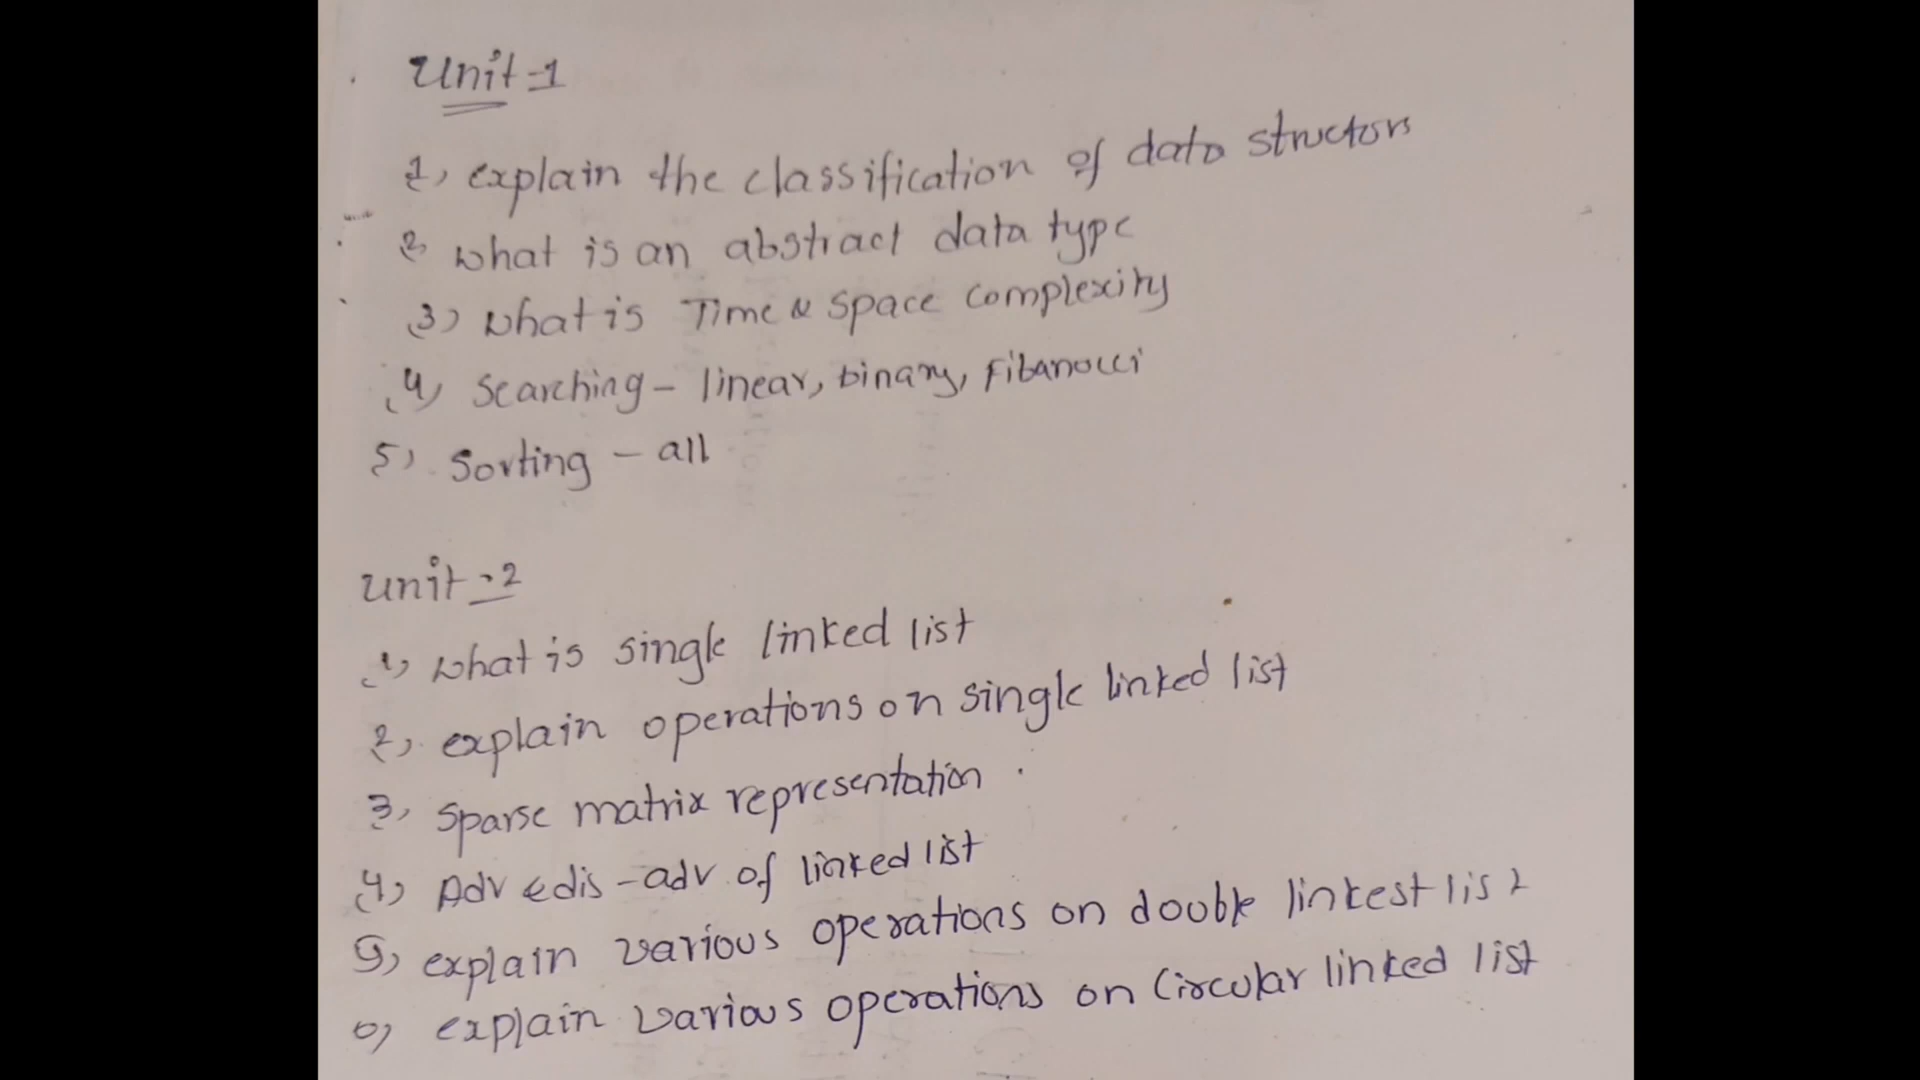 Unit-1
1) explain the classification of data structors
2) what is an abstract data type
3) what is Time & Space complexity
4) Searching - linear, binary, Fibanocci
5) Sorting - all
Unit-2
1) what is single linked list
2) explain operations on single linked list
3) Sparse matrix representation
4) Adv & dis-adv of linked list
5) explain various operations on double linkest list
6) explain various operations on Circular linked list